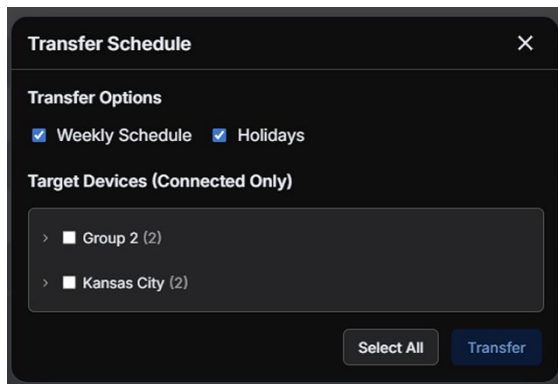 Transfer Schedule
Transfer Options
Weekly Schedule Holidays
Target Devices (Connected Only)
Group 2 (2)
Kansas City (2)
Select All Transfer